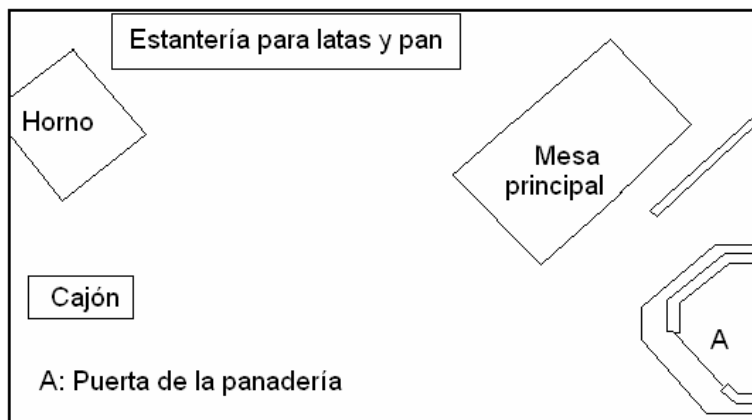 Estantería para latas y pan
Horno
Mesa
principal
Cajón
A
A: Puerta de la panadería